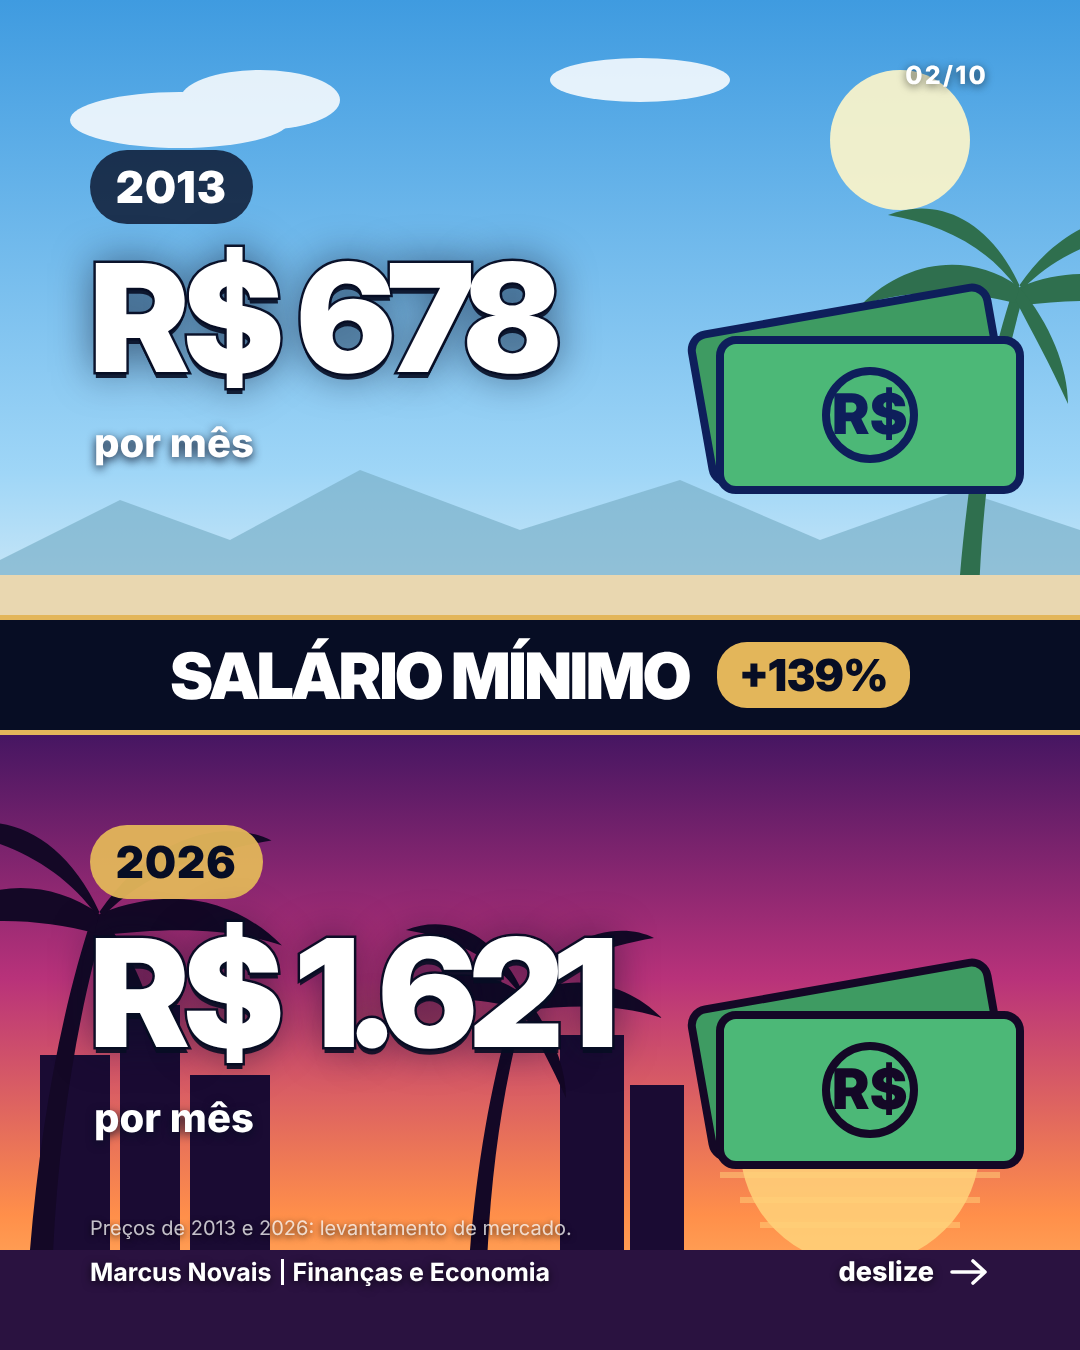 02/10
2013
R$ 678
por mês
R$
SALÁRIO MÍNIMO +139%
2026
R$ 1.621
por mês
R$
Preços de 2013 e 2026: levantamento de mercado.
Marcus Novais | Finanças e Economia
deslize →